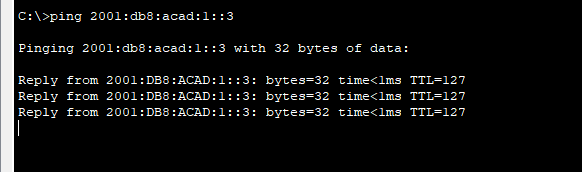 C:\>ping 2001:db8:acad:1::3
Pinging 2001:db8:acad:1::3 with 32 bytes of data:
Reply from 2001:DB8:ACAD:1::3: bytes=32 time<1ms TTL=127
Reply from 2001:DB8:ACAD:1::3: bytes=32 time<1ms TTL=127
Reply from 2001:DB8:ACAD:1::3: bytes=32 time<1ms TTL=127